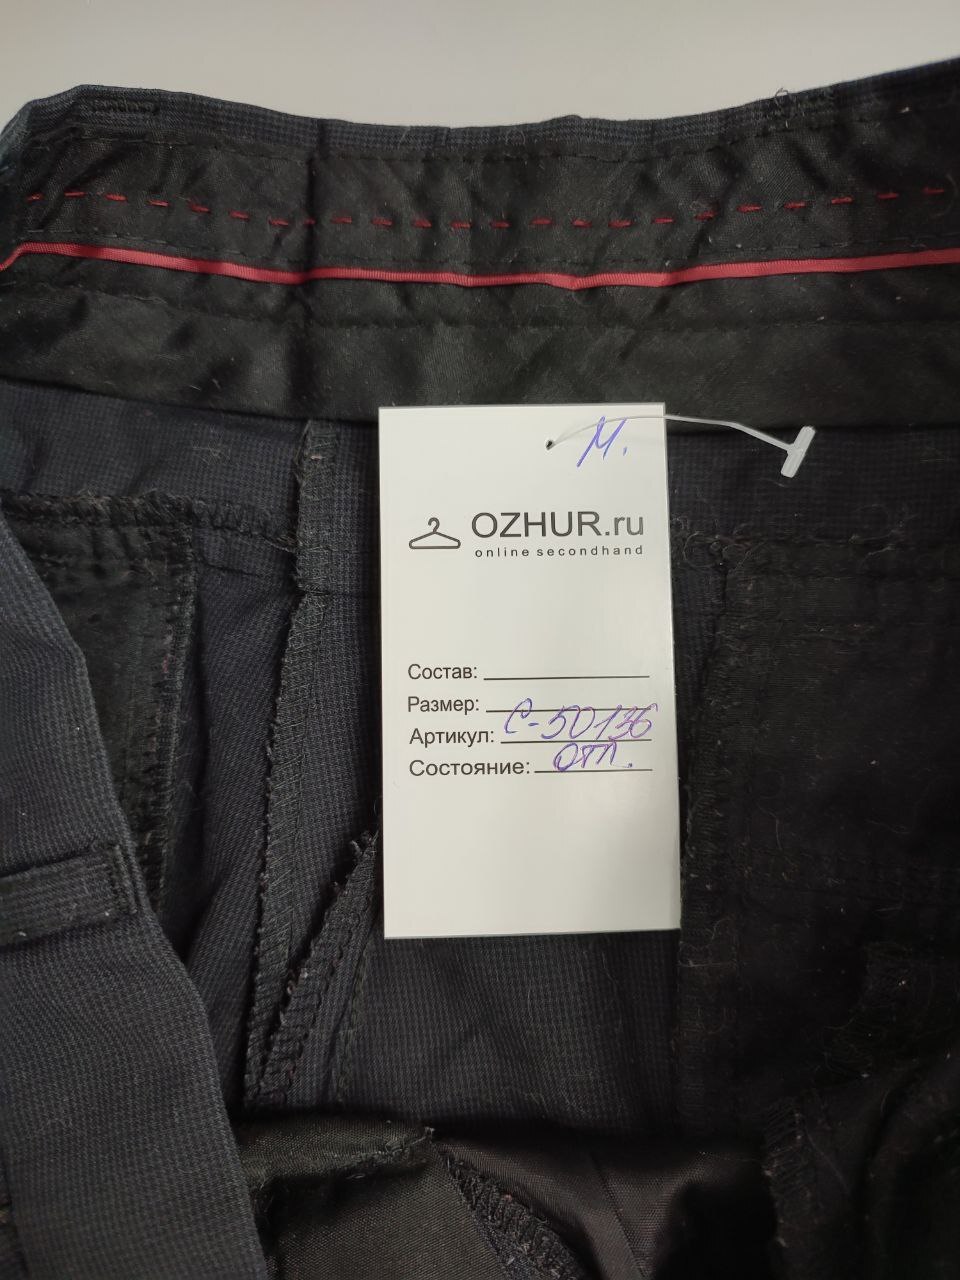 М.
OZHUR.ru
online secondhand
Состав:
Размер:
Артикул: С-50136
Состояние: отл.